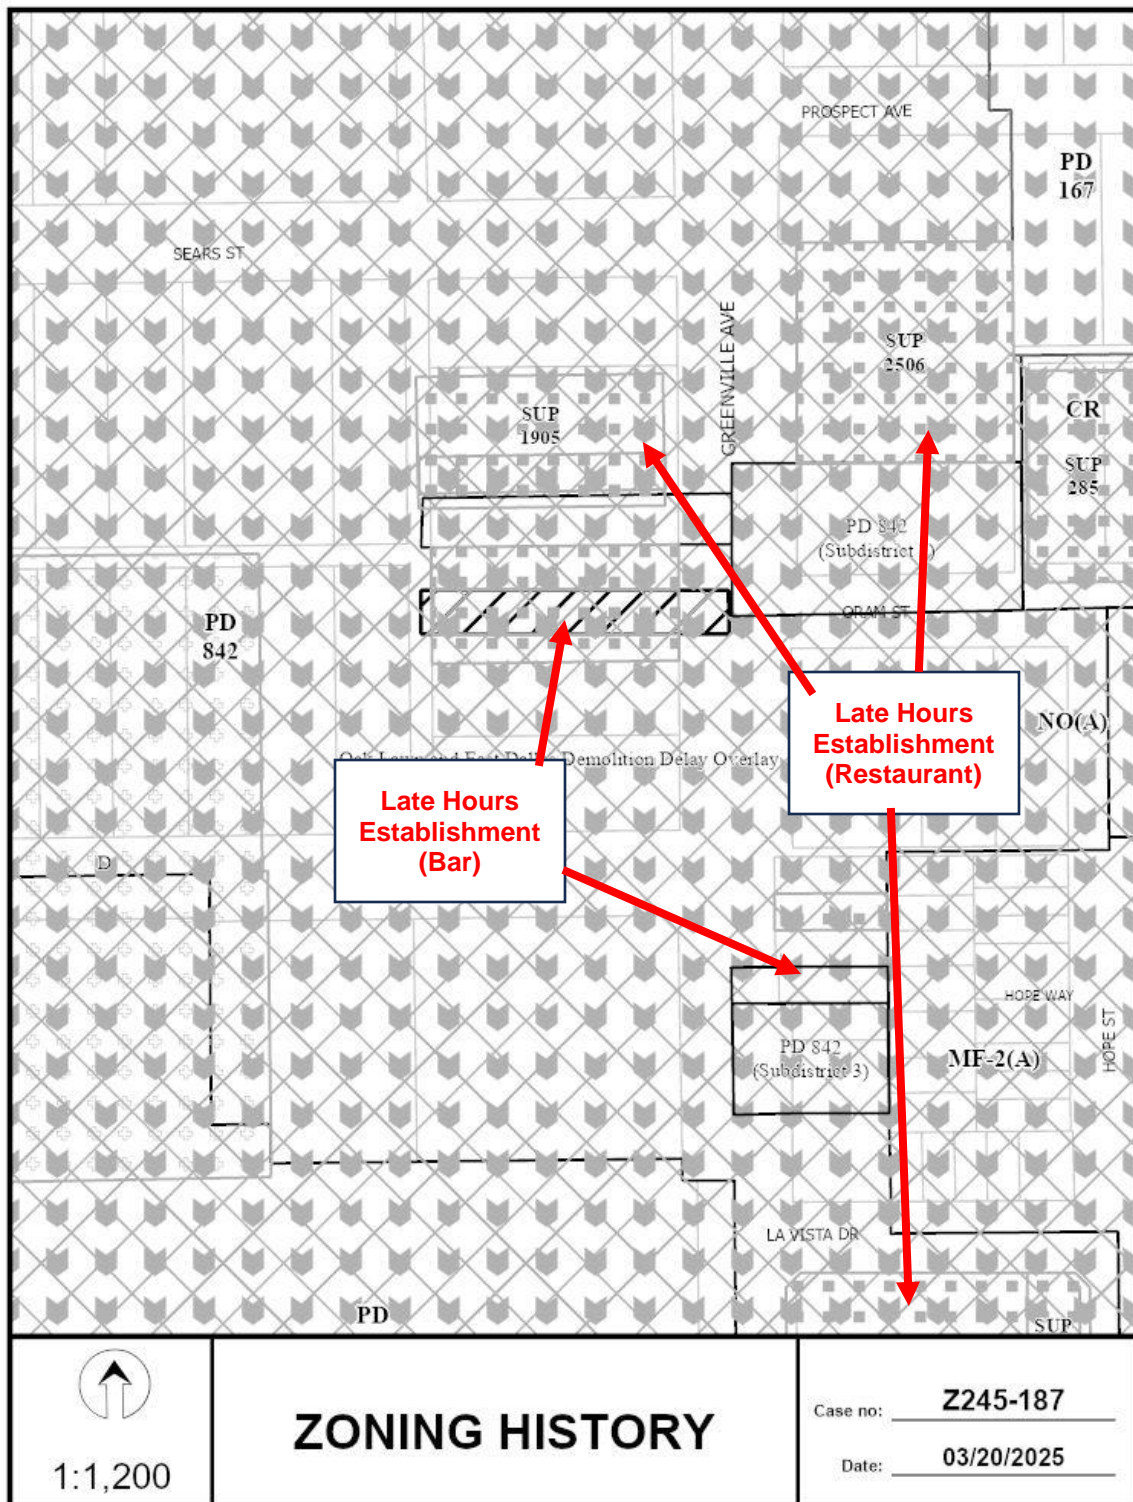 PROSPECT AVE
PD
167
SEARS ST
GREENVILLE AVE
SUP
2506
SUP
1905
CR
SUP
285
PD 842
(Subdistrict
ORAM ST
PD
842
Late Hours
Establishment
(Restaurant)
NO(A)
Demolition Delay Overlay
Late Hours
Establishment
(Bar)
D
HOPE WAY
HOPE ST
PD 842
(Subdistrict 3)
MF-2(A)
LA VISTA DR
PD
SUP
1:1,200
ZONING HISTORY
Case no: Z245-187
Date: 03/20/2025